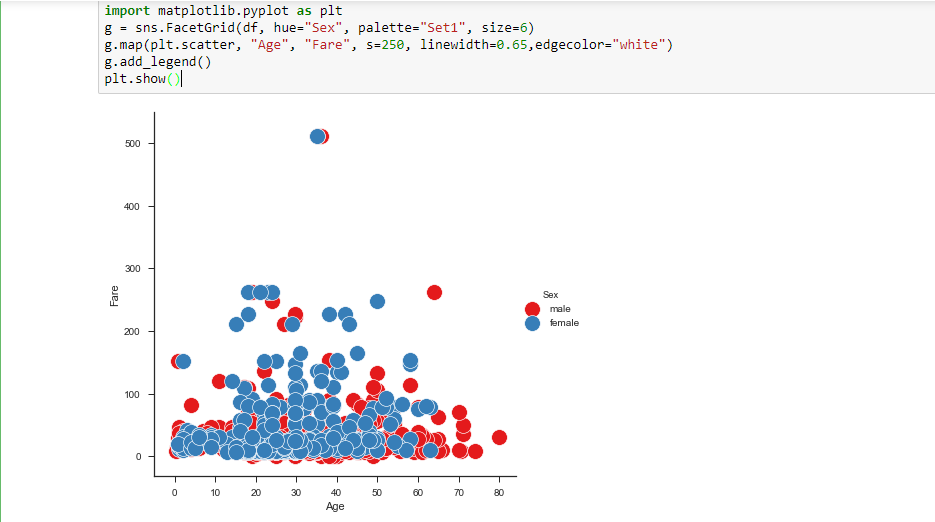 import matplotlib.pyplot as plt
g = sns.FacetGrid(df, hue="Sex", palette="Set1", size=6)
g.map(plt.scatter, "Age", "Fare", s=250, linewidth=0.65,edgecolor="white")
g.add_legend()
plt.show()
500
400
300
200
100
0
Fare
0 10 20 30 40 50 60 70 80
Age
Sex
male
female